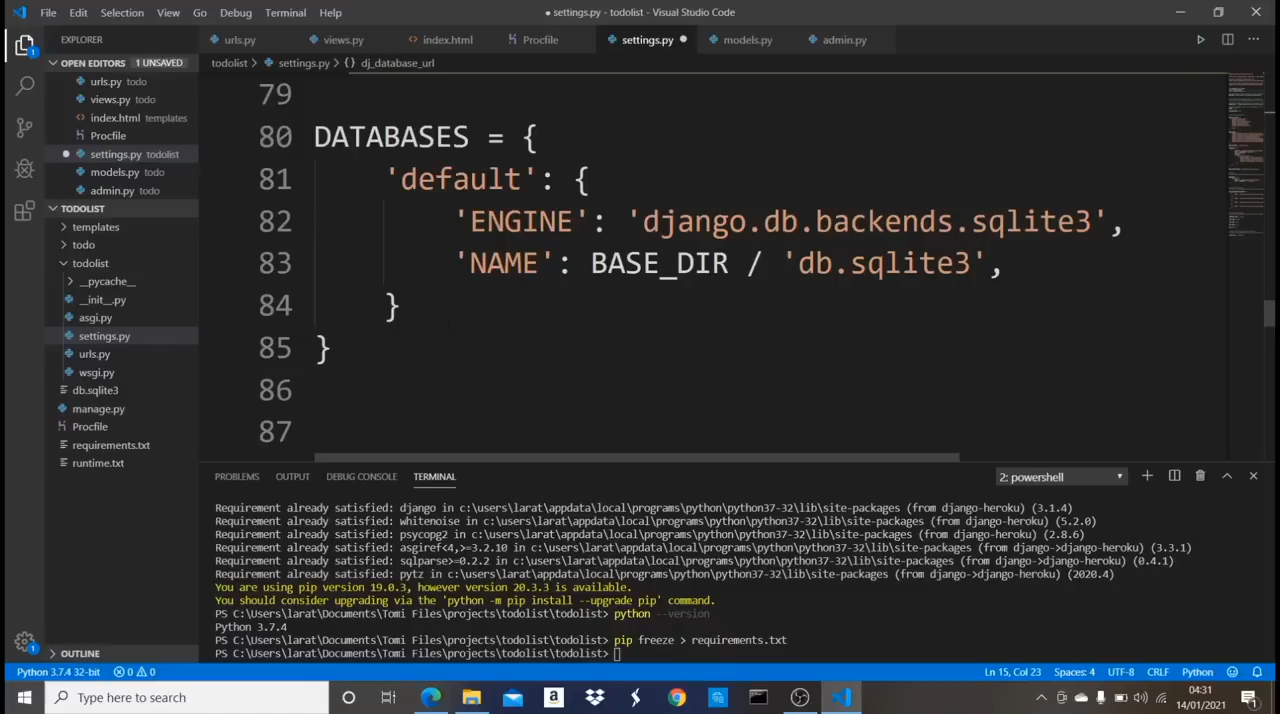 File Edit Selection View Go Debug Terminal Help
● settings.py - todolist - Visual Studio Code
EXPLORER
urls.py views.py index.html Procfile settings.py ● models.py admin.py
OPEN EDITORS 1 UNSAVED
todolist > settings.py > {} dj_database_url
urls.py todo
views.py todo
index.html templates
Procfile
settings.py todolist
models.py todo
admin.py todo
TODOLIST
templates
todo
todolist
__pycache__
__init__.py
asgi.py
settings.py
urls.py
wsgi.py
db.sqlite3
manage.py
Procfile
requirements.txt
runtime.txt
OUTLINE
79
80 DATABASES = {
81 'default': {
82 'ENGINE': 'django.db.backends.sqlite3',
83 'NAME': BASE_DIR / 'db.sqlite3',
84 }
85 }
86
87
PROBLEMS OUTPUT DEBUG CONSOLE TERMINAL
2: powershell
Requirement already satisfied: django in c:\users\larat\appdata\local\programs\python\python37-32\lib\site-packages (from django-heroku) (3.1.4)
Requirement already satisfied: whitenoise in c:\users\larat\appdata\local\programs\python\python37-32\lib\site-packages (from django-heroku) (5.2.0)
Requirement already satisfied: psycopg2 in c:\users\larat\appdata\local\programs\python\python37-32\lib\site-packages (from django-heroku) (2.8.6)
Requirement already satisfied: asgiref<4,>=3.2.10 in c:\users\larat\appdata\local\programs\python\python37-32\lib\site-packages (from django->django-heroku) (3.3.1)
Requirement already satisfied: sqlparse>=0.2.2 in c:\users\larat\appdata\local\programs\python\python37-32\lib\site-packages (from django->django-heroku) (0.4.1)
Requirement already satisfied: pytz in c:\users\larat\appdata\local\programs\python\python37-32\lib\site-packages (from django->django-heroku) (2020.4)
You are using pip version 19.0.3, however version 20.3.3 is available.
You should consider upgrading via the 'python -m pip install --upgrade pip' command.
PS C:\Users\larat\Documents\Tomi Files\projects\todolist\todolist> python --version
Python 3.7.4
PS C:\Users\larat\Documents\Tomi Files\projects\todolist\todolist> pip freeze > requirements.txt
PS C:\Users\larat\Documents\Tomi Files\projects\todolist\todolist>
Python 3.7.4 32-bit 0 0
Ln 15, Col 23 Spaces: 4 UTF-8 CRLF Python
Type here to search
04:31
14/01/2021